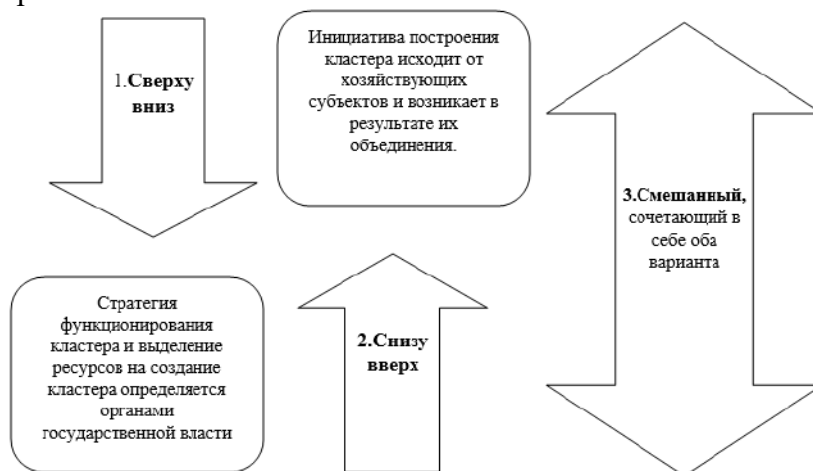 1.Сверху
вниз
Стратегия
функционирования
кластера и выделение
ресурсов на создание
кластера определяется
органами
государственной власти
Инициатива построения
кластера исходит от
хозяйствующих
субъектов и возникает в
результате их
объединения.
2.Снизу
вверх
3.Смешанный,
сочетающий в
себе оба
варианта